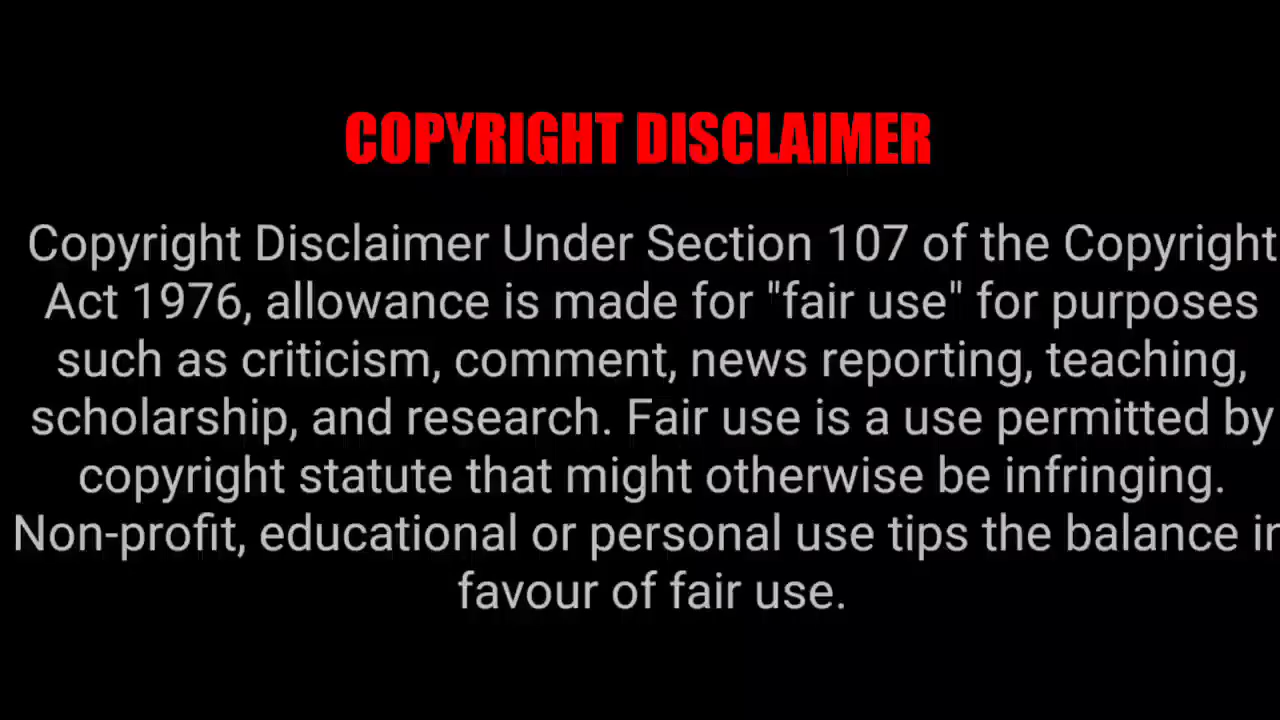 COPYRIGHT DISCLAIMER
Copyright Disclaimer Under Section 107 of the Copyright
Act 1976, allowance is made for "fair use" for purposes
such as criticism, comment, news reporting, teaching,
scholarship, and research. Fair use is a use permitted by
copyright statute that might otherwise be infringing.
Non-profit, educational or personal use tips the balance in
favour of fair use.